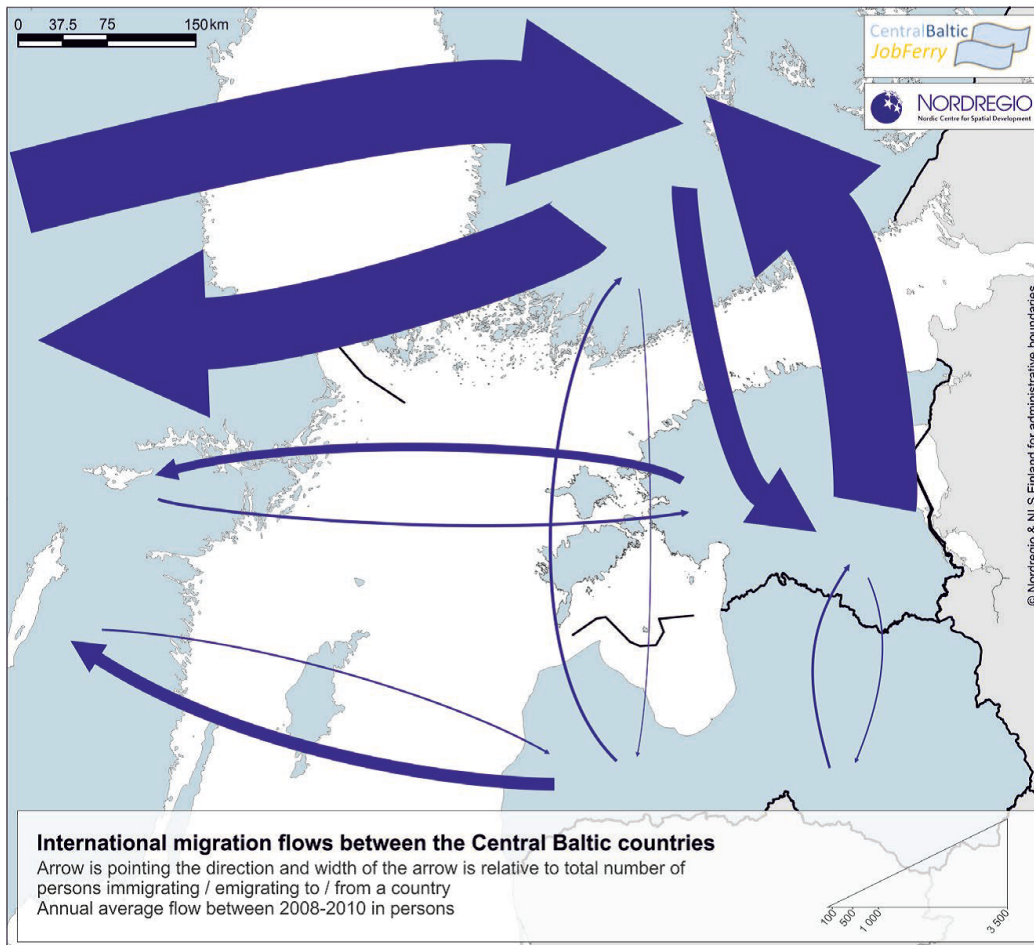 0 37.5 75 150 km
CentralBaltic
JobFerry
NORDREGIO
Nordic Centre for Spatial Development
© Nordregio & NLS Finland for administrative boundaries
International migration flows between the Central Baltic countries
Arrow is pointing the direction and width of the arrow is relative to total number of
persons immigrating / emigrating to / from a country
Annual average flow between 2008-2010 in persons
100 500 1 000 3 500